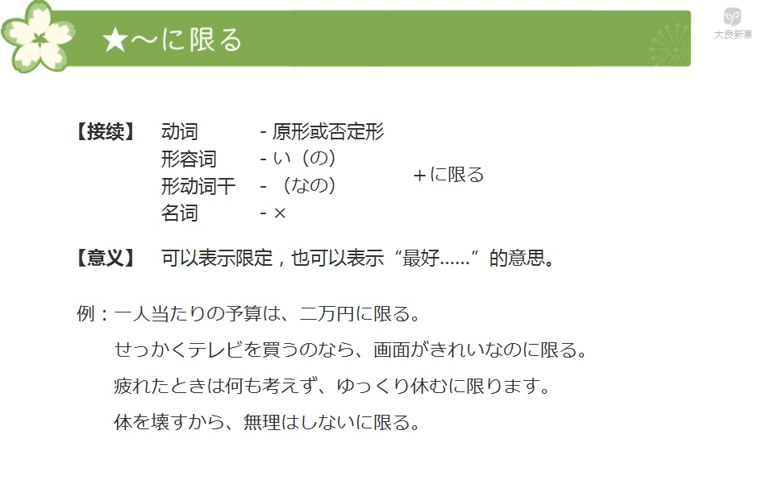 ★～に限る
大良新濠
【接续】 动词 - 原形或否定形
形容词 - い（の）
形动词干 - （なの）
＋に限る
名词 - ×
【意义】 可以表示限定，也可以表示“最好……”的意思。
例：一人当たりの予算は、二万円に限る。
せっかくテレビを買うのなら、画面がきれいなのに限る。
疲れたときは何も考えず、ゆっくり休むに限ります。
体を壊すから、無理はしないに限る。